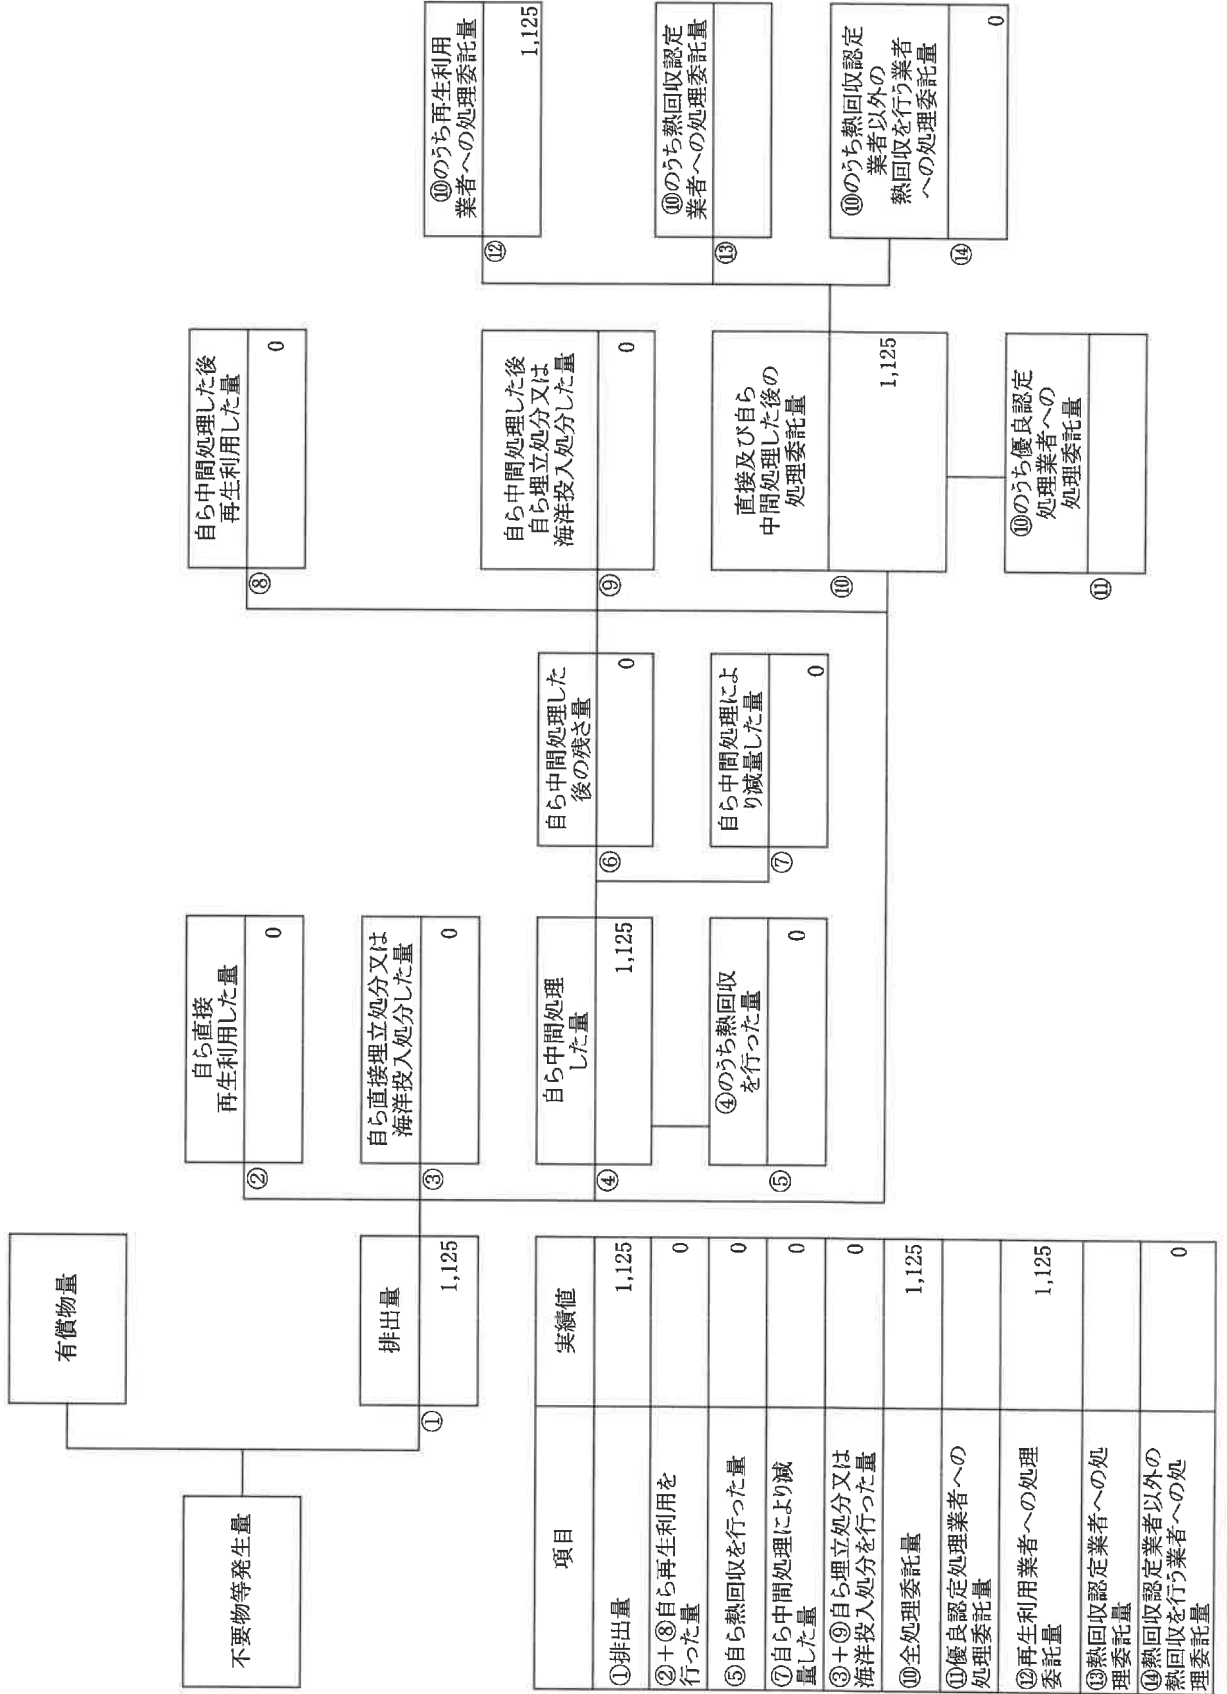 不要物等発生量
有償物量
排出量
①
1,125
自ら直接
再生利用した量
②
0
自ら直接埋立処分又は
海洋投入処分した量
③
0
自ら中間処理
した量
④
1,125
④のうち熱回収
を行った量
⑤
0
自ら中間処理した
後の残さ量
⑥
0
自ら中間処理によ
り減量した量
⑦
0
自ら中間処理した後
再生利用した量
⑧
0
自ら中間処理した後
自ら埋立処分又は
海洋投入処分した量
⑨
0
直接及び自ら
中間処理した後の
処理委託量
⑩
1,125
⑩のうち優良認定
処理業者への
処理委託量
⑪
⑩のうち再生利用
業者への処理委託量
⑫
1,125
⑩のうち熱回収認定
業者への処理委託量
⑬
⑩のうち熱回収認定
業者以外の
熱回収を行う業者
への処理委託量
⑭
0
項目 実績値
①排出量 1,125
②+⑧自ら再生利用を
行った量 0
⑤自ら熱回収を行った量 0
⑦自ら中間処理により減
量した量 0
③+⑨自ら埋立処分又は
海洋投入処分を行った量 0
⑩全処理委託量 1,125
⑪優良認定処理業者への
処理委託量
⑫再生利用業者への処理
委託量 1,125
⑬熱回収認定業者への処
理委託量
⑭熱回収認定業者以外の
熱回収を行う業者への処
理委託量 0